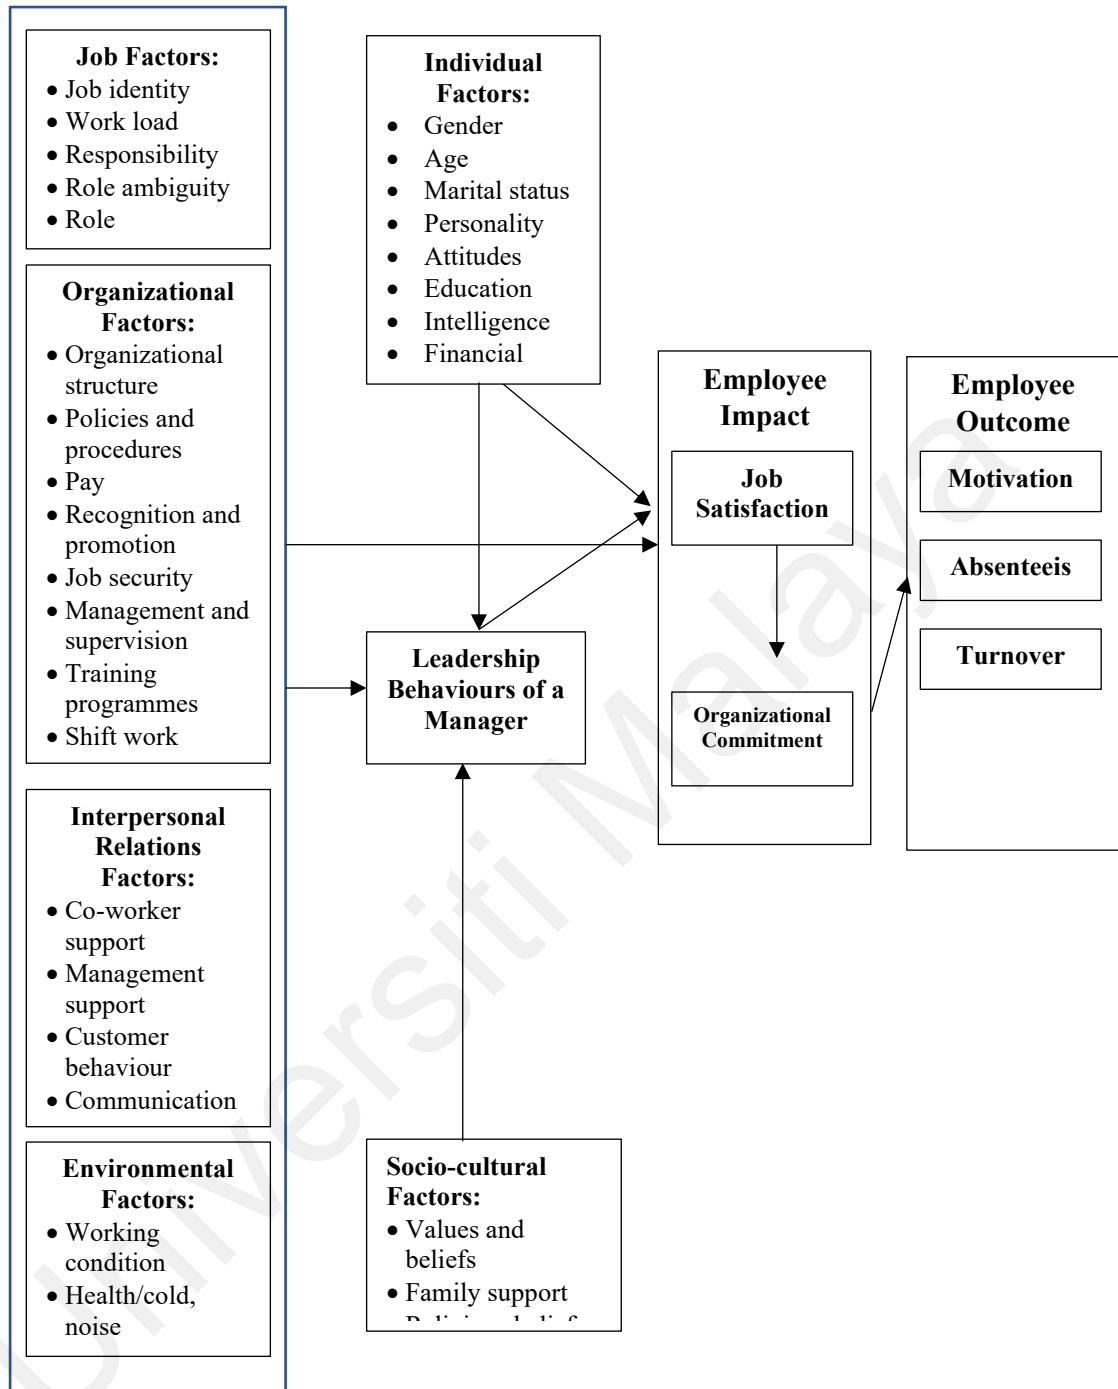 Job Factors:
• Job identity
• Work load
• Responsibility
• Role ambiguity
• Role
Organizational
Factors:
• Organizational
structure
• Policies and
procedures
• Pay
• Recognition and
promotion
• Job security
• Management and
supervision
• Training
programmes
• Shift work
Interpersonal
Relations
Factors:
• Co-worker
support
• Management
support
• Customer
behaviour
• Communication
Environmental
Factors:
• Working
condition
• Health/cold,
noise
Individual
Factors:
• Gender
• Age
• Marital status
• Personality
• Attitudes
• Education
• Intelligence
• Financial
Leadership
Behaviours of a
Manager
Socio-cultural
Factors:
• Values and
beliefs
• Family support
Employee
Impact
Job
Satisfaction
Organizational
Commitment
Employee
Outcome
Motivation
Absenteeis
Turnover
Universiti Malaya